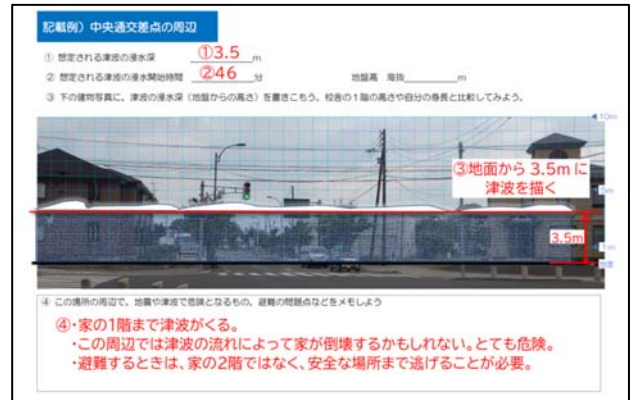 記載例）中央通交差点の周辺
① 想定される津波の浸水深 ①3.5 m
② 想定される津波の浸水開始時間 ②46 分 地盤高 海抜 m
③ 下の建物写真に、津波の浸水深（地盤からの高さ）を書きこもう。校舎の1階の高さや自分の身長と比較してみよう。
10m
③地面から 3.5m に
津波を描く
3.5m
1m
④ この場所の周辺で、地震や津波で危険となるもの、避難の問題点などをメモしよう
④・家の1階まで津波がくる。
・この周辺では津波の流れによって家が倒壊するかもしれない。とても危険。
・避難するときは、家の2階ではなく、安全な場所まで逃げることが必要。